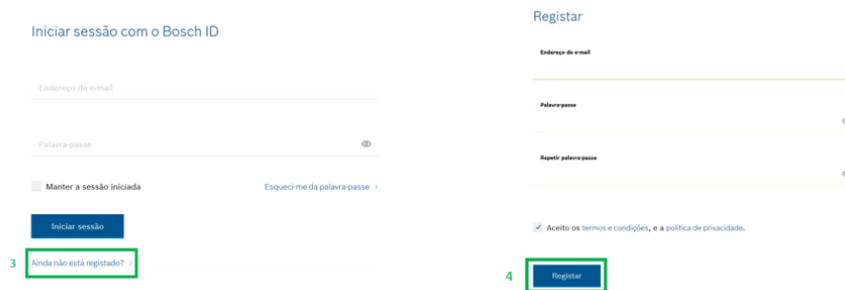 Iniciar sessão com o Bosch ID
Endereço de e-mail
Palavra-passe
Manter a sessão iniciada
Esqueci-me da palavra-passe
Iniciar sessão
3
Ainda não está registado?
Registar
Endereço de e-mail
Palavra-passe
Repetir palavra-passe
Aceito os termos e condições, e a política de privacidade.
4
Registar